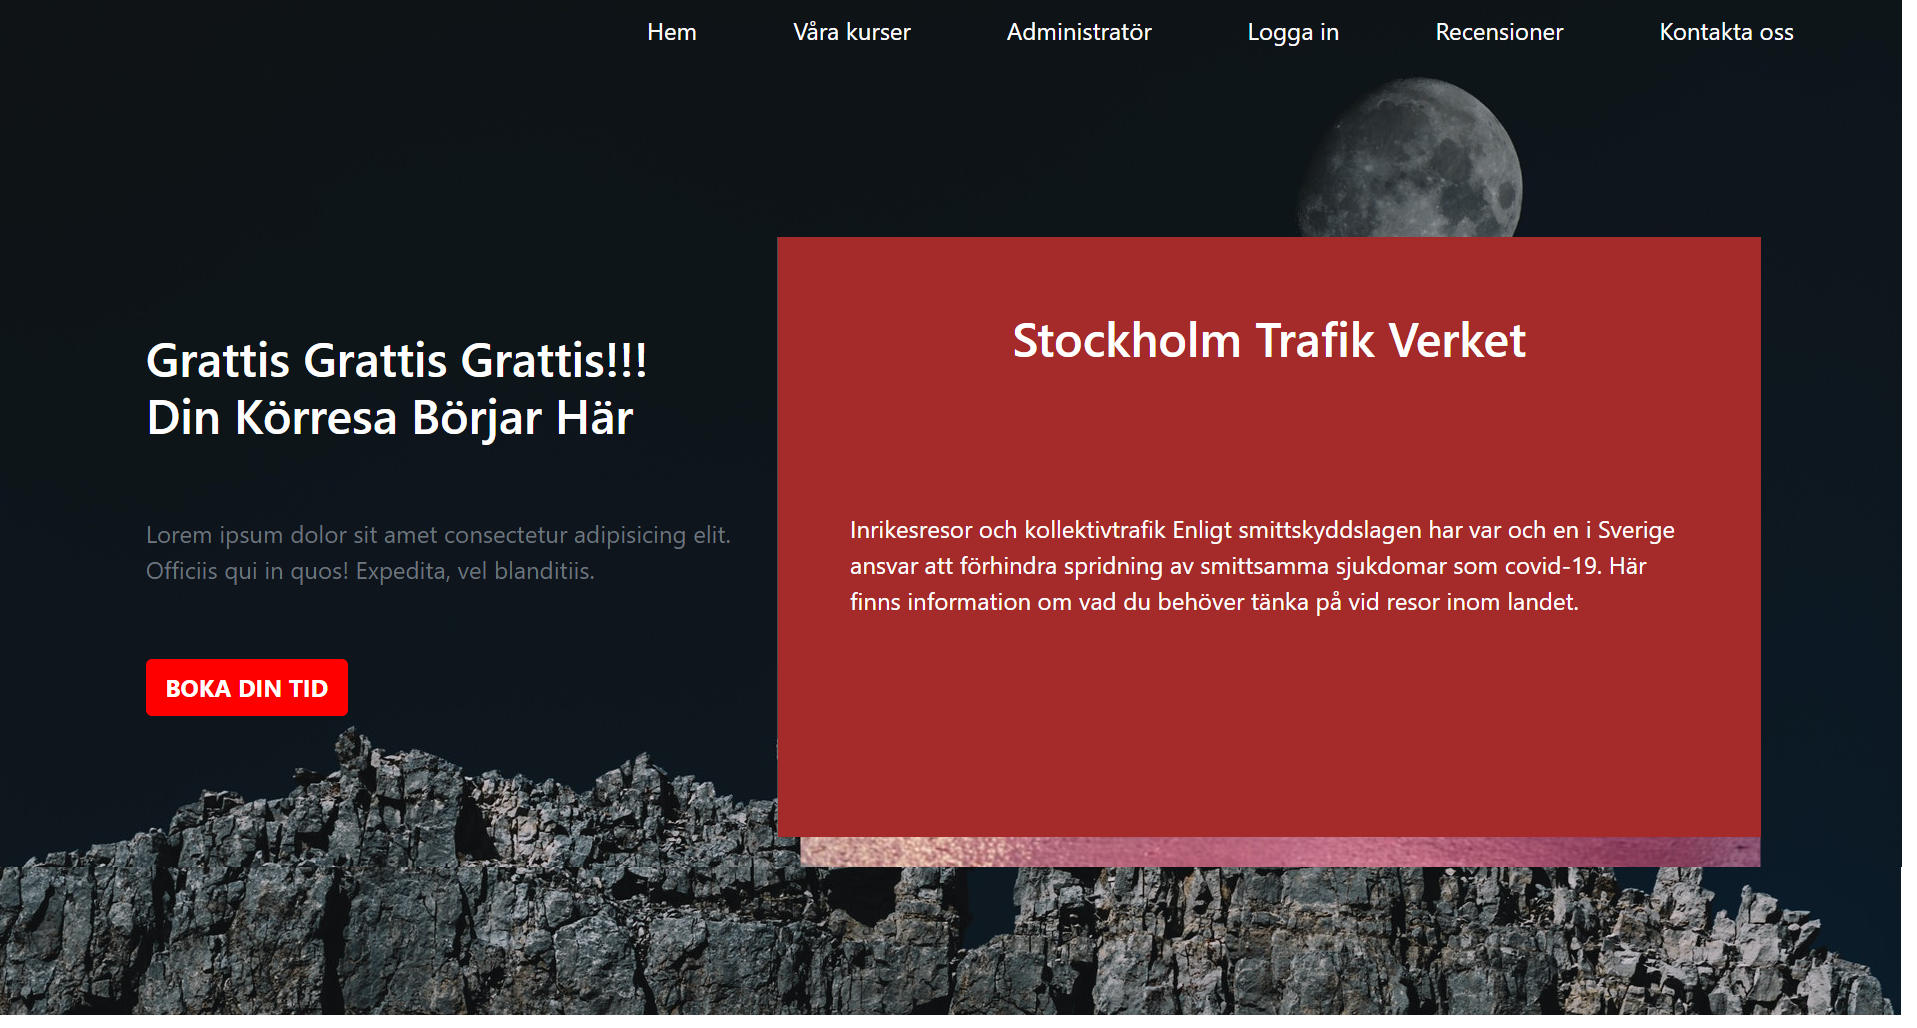 Hem Våra kurser Administratör Logga in Recensioner Kontakta oss
Grattis Grattis Grattis!!!
Din Körresa Börjar Här
Lorem ipsum dolor sit amet consectetur adipisicing elit.
Officiis qui in quos! Expedita, vel blanditiis.
BOKA DIN TID
Stockholm Trafik Verket
Inrikesresor och kollektivtrafik Enligt smittskyddslagen har var och en i Sverige
ansvar att förhindra spridning av smittsamma sjukdomar som covid-19. Här
finns information om vad du behöver tänka på vid resor inom landet.